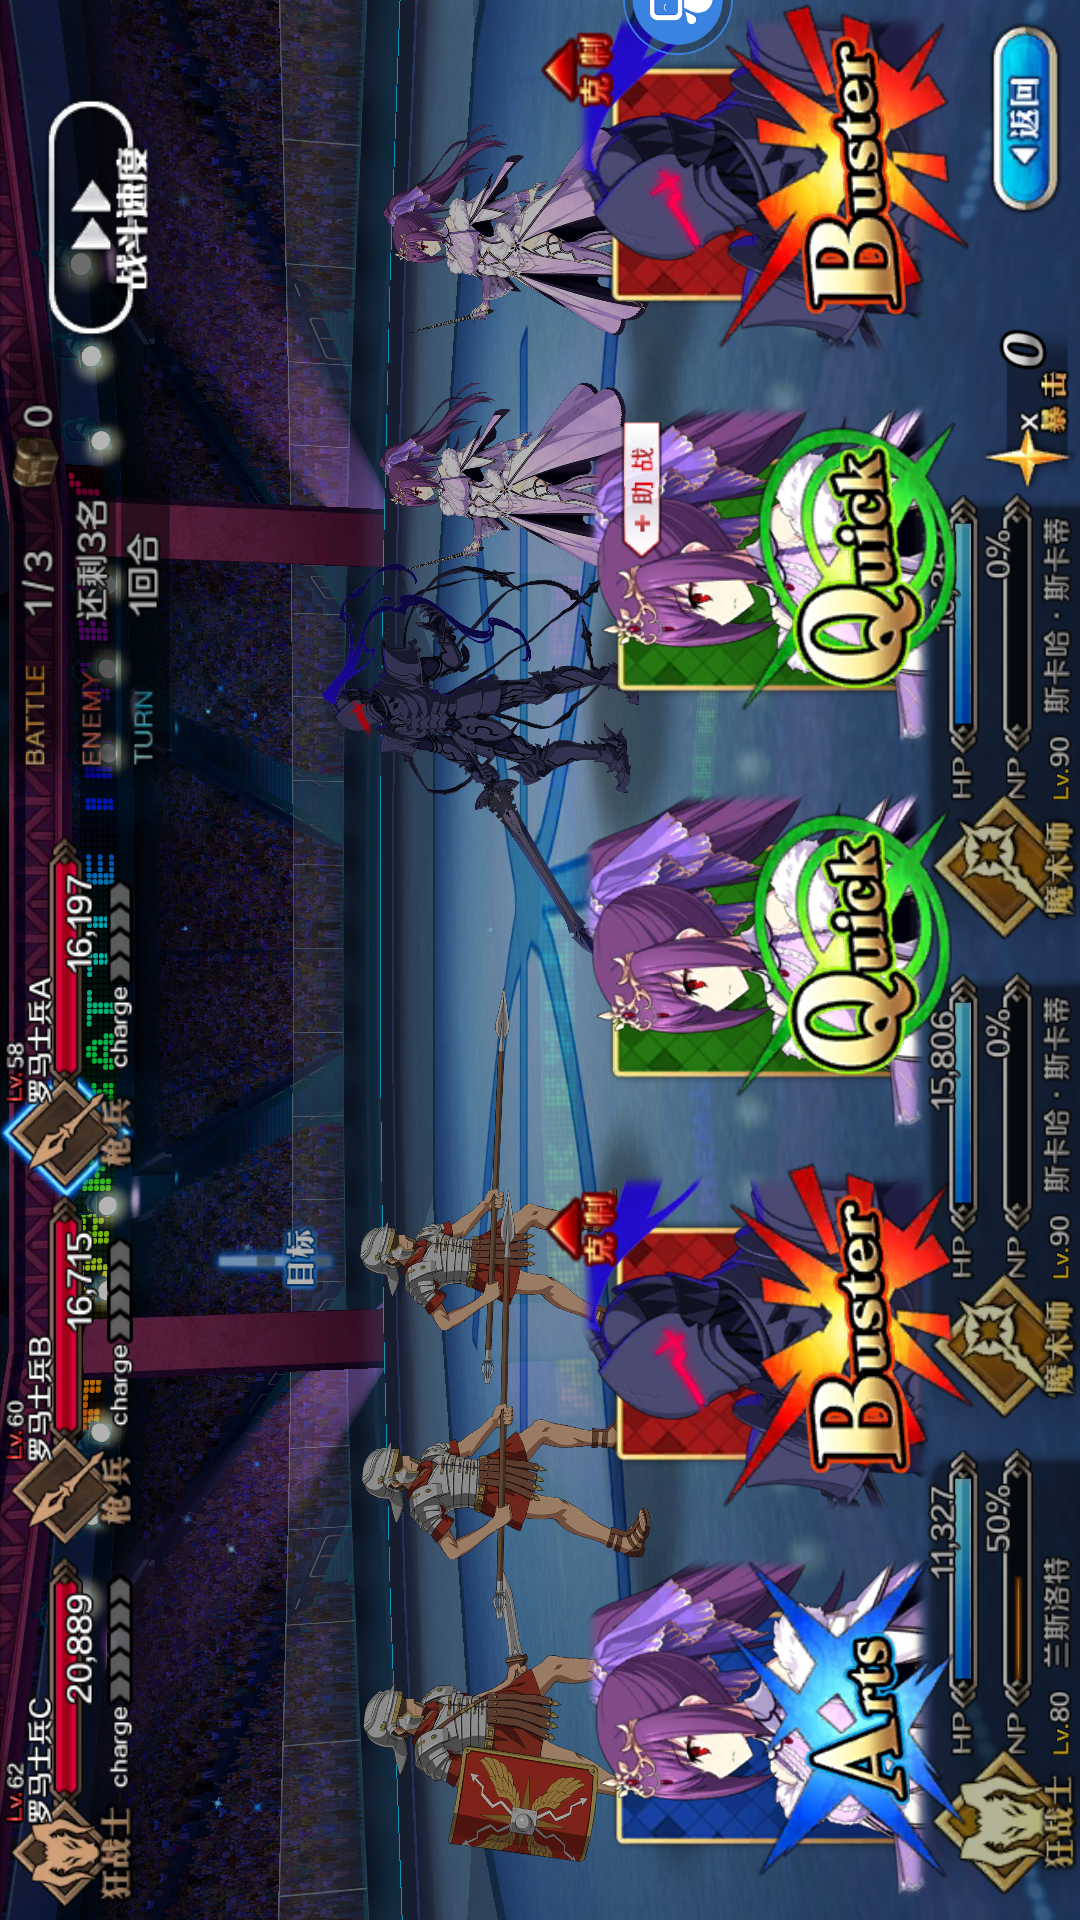 Lv.62
罗马士兵C
20,889
charge
狂战士
Lv.60
罗马士兵B
16,715
charge
枪兵
Lv.58
罗马士兵A
16,197
charge
枪兵
BATTLE 1/3
0
ENEMY 还剩3名
TURN 1回合
战斗速度
目标
克制
克制
+助战
Arts
Buster
Quick
Quick
Buster
HP 11,327
NP 50%
狂战士
Lv.80 兰斯洛特
HP 15,806
NP 0%
魔术师
Lv.90 斯卡哈·斯卡蒂
HP
NP 0%
魔术师
Lv.90 斯卡哈·斯卡蒂
x 0
暴击
返回